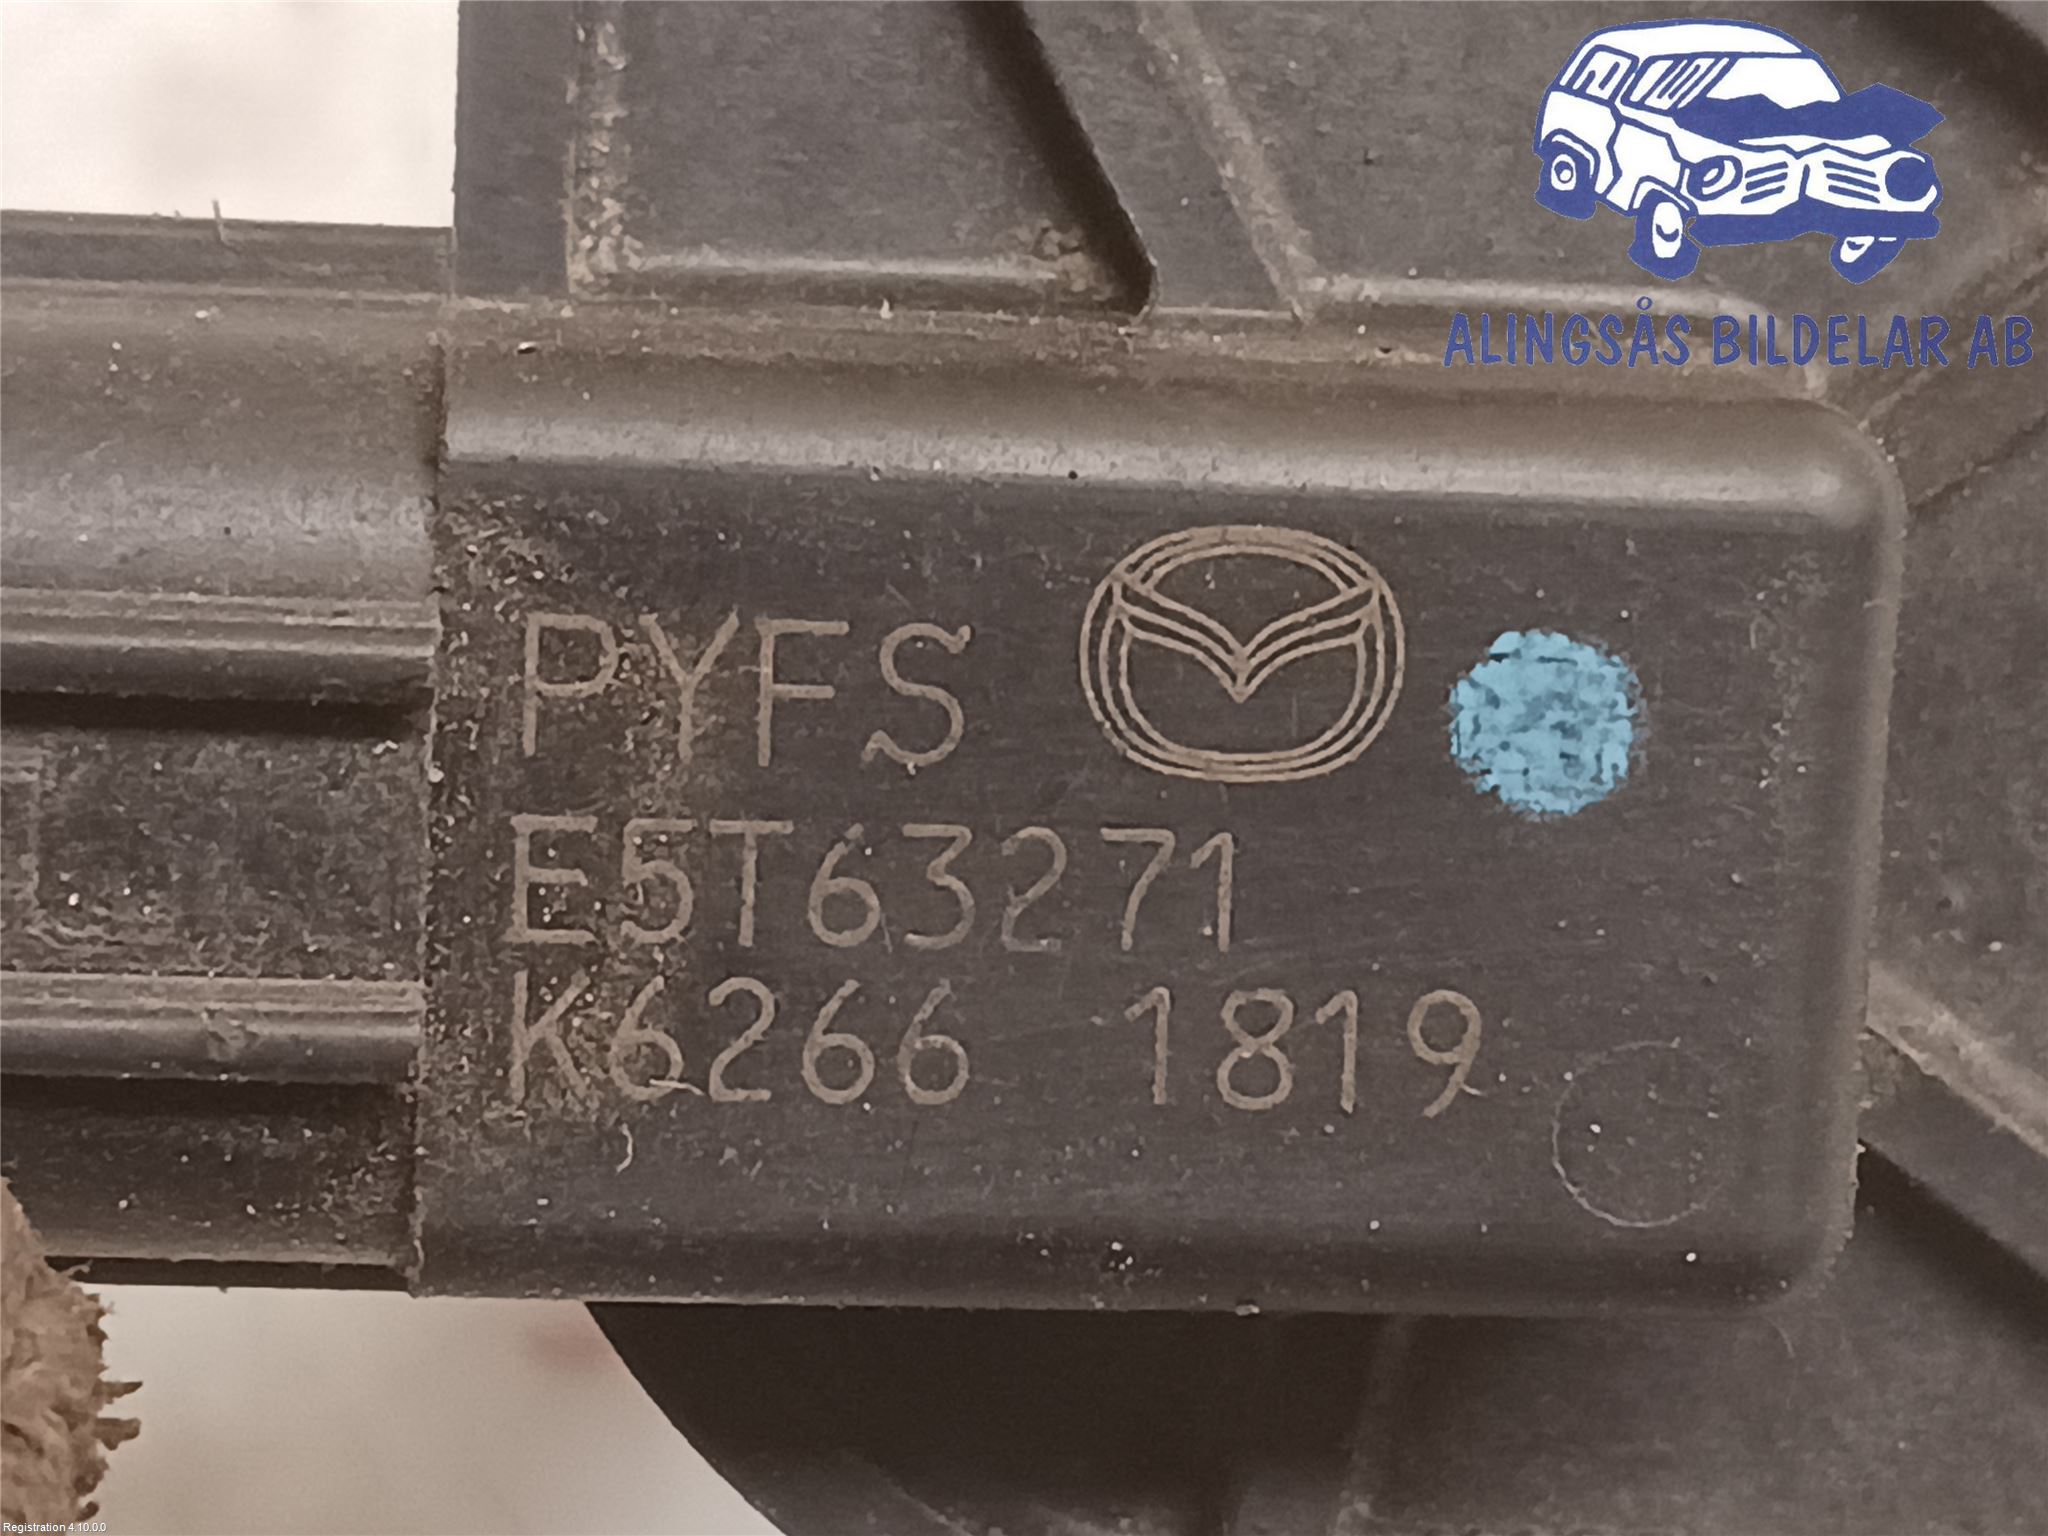 ALINGSÅS BILDELAR AB
PYFS
E5T63271
K6266 1819
Registration 4.10.0.0